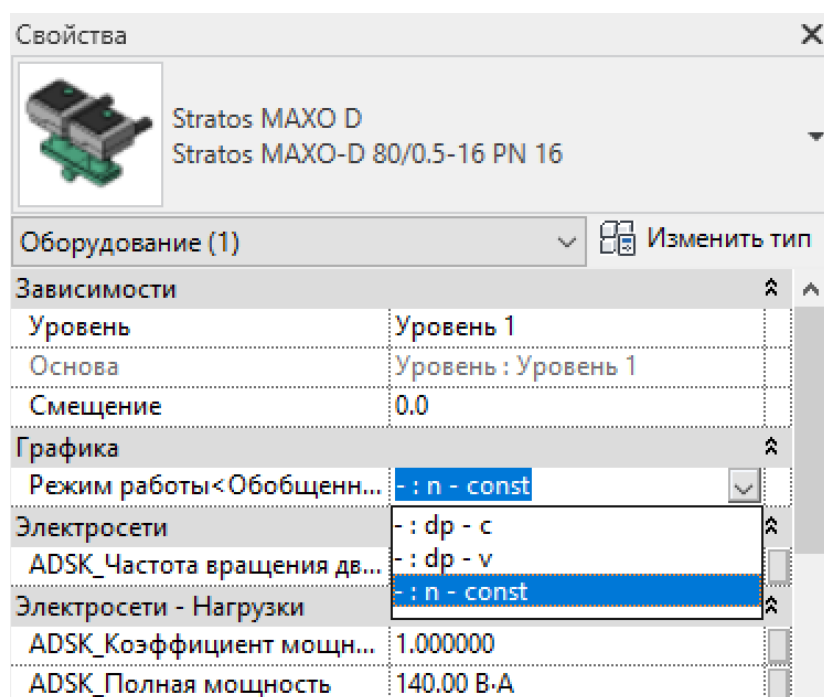 Свойства
Stratos MAXO D
Stratos MAXO-D 80/0.5-16 PN 16
Оборудование (1)
Изменить тип
Зависимости
Уровень Уровень 1
Основа Уровень : Уровень 1
Смещение 0.0
Графика
Режим работы<Обобщенн... - : n - const
- : dp - c
Электросети
- : dp - v
ADSK_Частота вращения дв...
- : n - const
Электросети - Нагрузки
ADSK_Коэффициент мощн... 1.000000
ADSK_Полная мощность 140.00 В·А